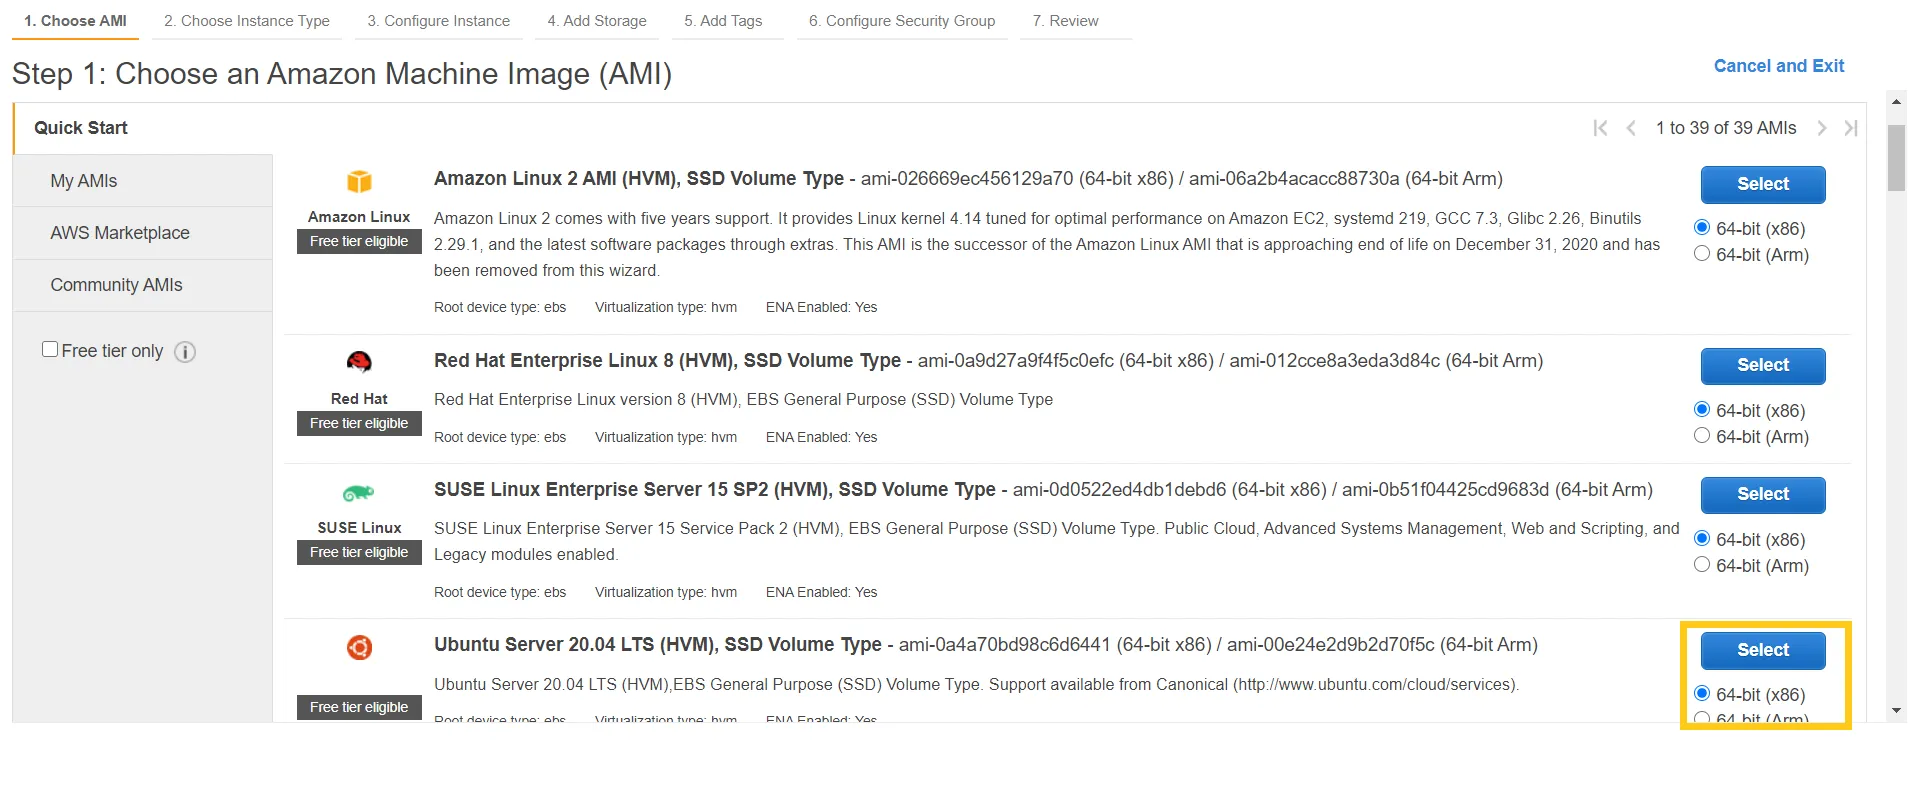 1. Choose AMI 2. Choose Instance Type 3. Configure Instance 4. Add Storage 5. Add Tags 6. Configure Security Group 7. Review
Step 1: Choose an Amazon Machine Image (AMI)
Cancel and Exit
Quick Start
1 to 39 of 39 AMIs
My AMIs
AWS Marketplace
Community AMIs
Free tier only
Amazon Linux
Free tier eligible
Amazon Linux 2 AMI (HVM), SSD Volume Type - ami-026669ec456129a70 (64-bit x86) / ami-06a2b4acacc88730a (64-bit Arm)
Amazon Linux 2 comes with five years support. It provides Linux kernel 4.14 tuned for optimal performance on Amazon EC2, systemd 219, GCC 7.3, Glibc 2.26, Binutils
2.29.1, and the latest software packages through extras. This AMI is the successor of the Amazon Linux AMI that is approaching end of life on December 31, 2020 and has
been removed from this wizard.
Root device type: ebs Virtualization type: hvm ENA Enabled: Yes
Select
64-bit (x86)
64-bit (Arm)
Red Hat
Free tier eligible
Red Hat Enterprise Linux 8 (HVM), SSD Volume Type - ami-0a9d27a9f4f5c0efc (64-bit x86) / ami-012cce8a3eda3d84c (64-bit Arm)
Red Hat Enterprise Linux version 8 (HVM), EBS General Purpose (SSD) Volume Type
Root device type: ebs Virtualization type: hvm ENA Enabled: Yes
Select
64-bit (x86)
64-bit (Arm)
SUSE Linux
Free tier eligible
SUSE Linux Enterprise Server 15 SP2 (HVM), SSD Volume Type - ami-0d0522ed4db1debd6 (64-bit x86) / ami-0b51f04425cd9683d (64-bit Arm)
SUSE Linux Enterprise Server 15 Service Pack 2 (HVM), EBS General Purpose (SSD) Volume Type. Public Cloud, Advanced Systems Management, Web and Scripting, and
Legacy modules enabled.
Root device type: ebs Virtualization type: hvm ENA Enabled: Yes
Select
64-bit (x86)
64-bit (Arm)
Free tier eligible
Ubuntu Server 20.04 LTS (HVM), SSD Volume Type - ami-0a4a70bd98c6d6441 (64-bit x86) / ami-00e24e2d9b2d70f5c (64-bit Arm)
Ubuntu Server 20.04 LTS (HVM),EBS General Purpose (SSD) Volume Type. Support available from Canonical (http://www.ubuntu.com/cloud/services).
Root device type: ebs Virtualization type: hvm ENA Enabled: Yes
Select
64-bit (x86)
64-bit (Arm)